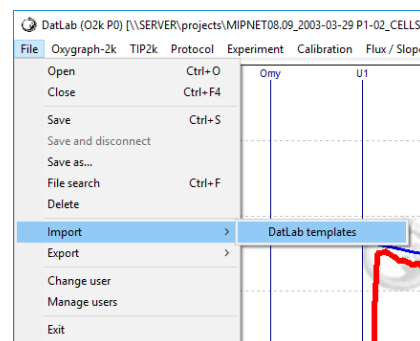 DatLab (O2k P0) [\\SERVER\projects\MIPNET08.09_2003-03-29 P1-02_CELLS
File Oxygraph-2k TIP2k Protocol Experiment Calibration Flux / Slop
Open Ctrl+O
Close Ctrl+F4
Save Ctrl+S
Save and disconnect
Save as...
File search Ctrl+F
Delete
Import > DatLab templates
Export >
Change user
Manage users
Exit
Omy U1